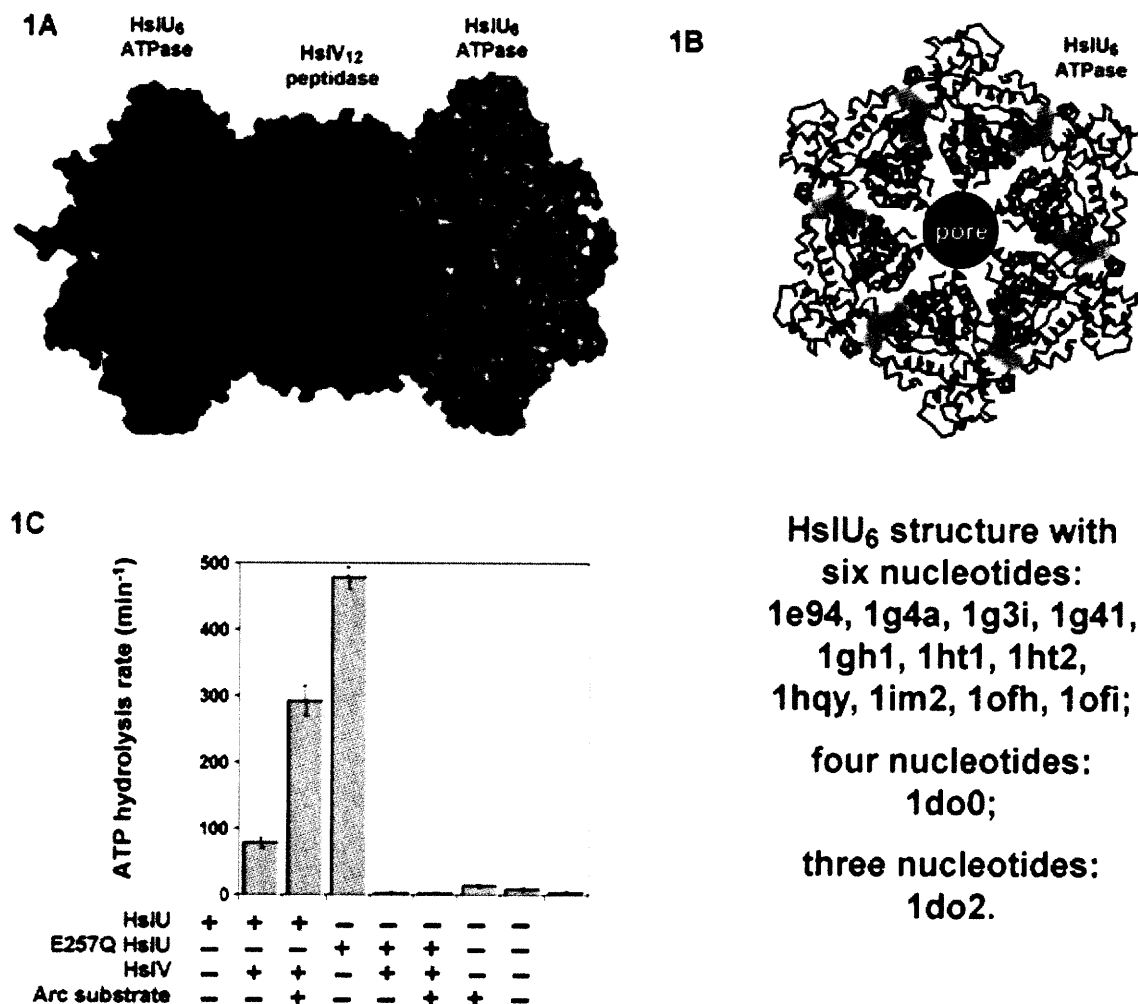 1A
HslU6
ATPase
HslV12
peptidase
HslU6
ATPase
1B
HslU6
ATPase
pore
1C
ATP hydrolysis rate (min-1)
500
400
300
200
100
0
HslU + + + − − − − −
E257Q HslU − − − + + + − −
HslV − + + − + + − −
Arc substrate − − + − − + + −
HslU6 structure with
six nucleotides:
1e94, 1g4a, 1g3i, 1g41,
1gh1, 1ht1, 1ht2,
1hqy, 1im2, 1ofh, 1ofi;
four nucleotides:
1do0;
three nucleotides:
1do2.